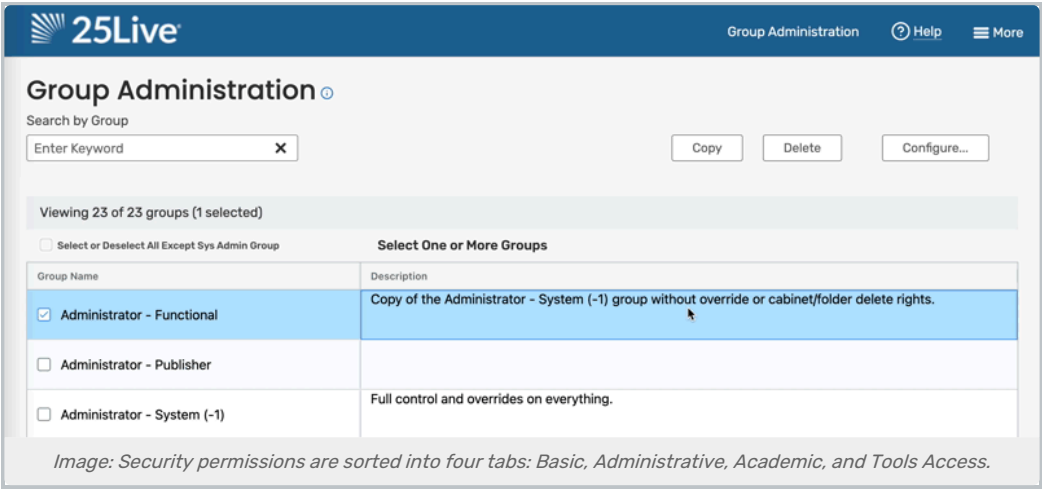 25Live
Group Administration
Help
More
Group Administration
Search by Group
Enter Keyword
Copy
Delete
Configure...
Viewing 23 of 23 groups (1 selected)
Select or Deselect All Except Sys Admin Group
Select One or More Groups
Group Name
Description
Administrator - Functional
Copy of the Administrator - System (-1) group without override or cabinet/folder delete rights.
Administrator - Publisher
Administrator - System (-1)
Full control and overrides on everything.
Image: Security permissions are sorted into four tabs: Basic, Administrative, Academic, and Tools Access.